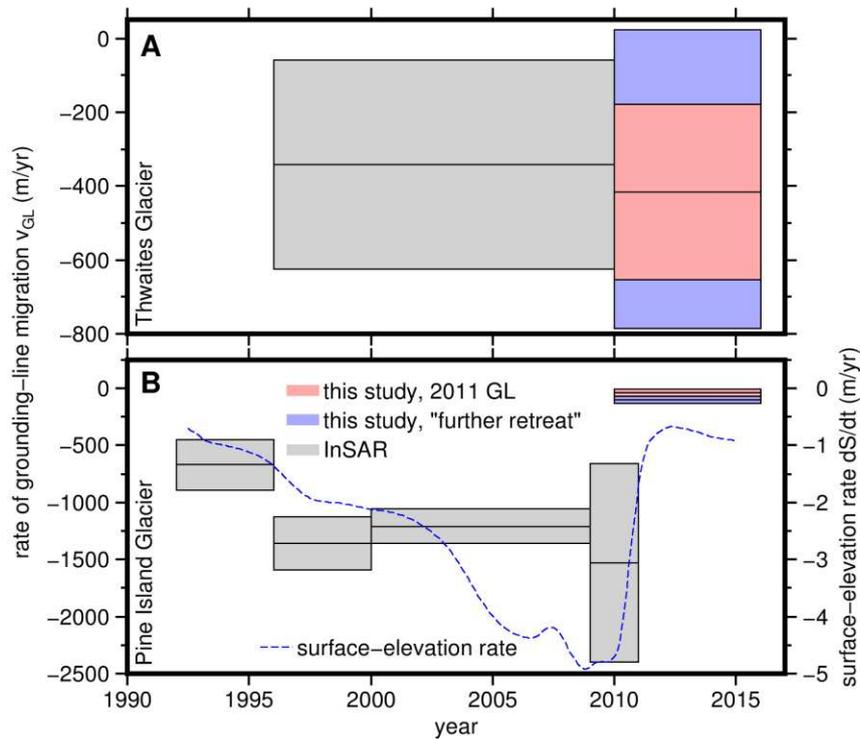 A
0
−200
−400
−600
−800
Thwaites Glacier
rate of grounding−line migration vGL (m/yr)
B
this study, 2011 GL
this study, "further retreat"
InSAR
0
−500
−1000
−1500
−2000
−2500
Pine Island Glacier
surface−elevation rate
0
−1
−2
−3
−4
−5
surface−elevation rate dS/dt (m/yr)
1990 1995 2000 2005 2010 2015
year